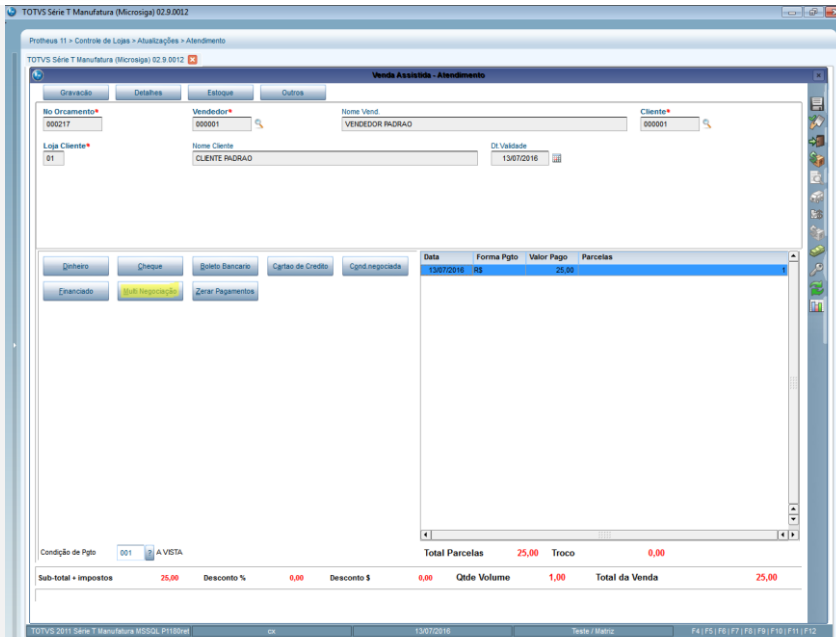 TOTVS Série T Manufatura (Microsiga) 02.9.0012
Protheus 11 > Controle de Lojas > Atualizações > Atendimento
TOTVS Série T Manufatura (Microsiga) 02.9.0012
Venda Assistida - Atendimento
Gravacão Detalhes Estoque Outros
No Orcamento* Vendedor* Nome Vend. Cliente*
000217 000001 VENDEDOR PADRAO 000001
Loja Cliente* Nome Cliente Dt.Validade
01 CLIENTE PADRAO 13/07/2016
Data Forma Pgto Valor Pago Parcelas
Dinheiro Cheque Boleto Bancario Cartao de Credito Cond.negociada
13/07/2016 R$ 25,00 1
Financiado Multi Negociação Zerar Pagamentos
Condição de Pgto 001 ? A VISTA
Total Parcelas 25,00 Troco 0,00
Sub-total + impostos 25,00 Desconto % 0,00 Desconto $ 0,00 Qtde Volume 1,00 Total da Venda 25,00
TOTVS 2011 Série T Manufatura MSSQL P1180ret cx 13/07/2016 Teste / Matriz F4 | F5 | F6 | F7 | F8 | F9 | F10 | F11 | F12